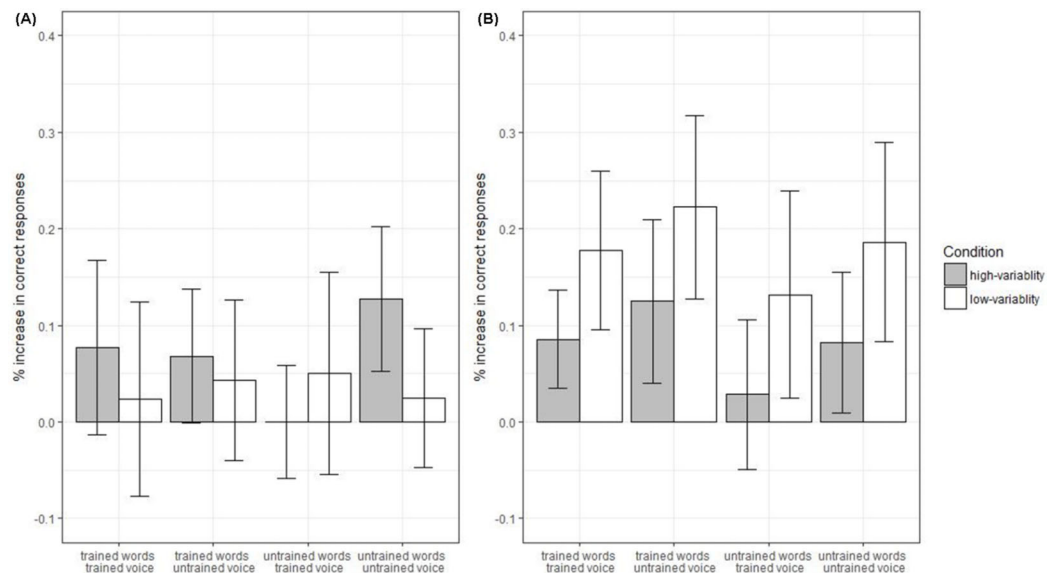 (A)
% increase in correct responses
0.4
0.3
0.2
0.1
0.0
-0.1
trained words
trained voice
trained words
untrained voice
untrained words
trained voice
untrained words
untrained voice
(B)
% increase in correct responses
0.4
0.3
0.2
0.1
0.0
-0.1
trained words
trained voice
trained words
untrained voice
untrained words
trained voice
untrained words
untrained voice
Condition
high-variablity
low-variablity